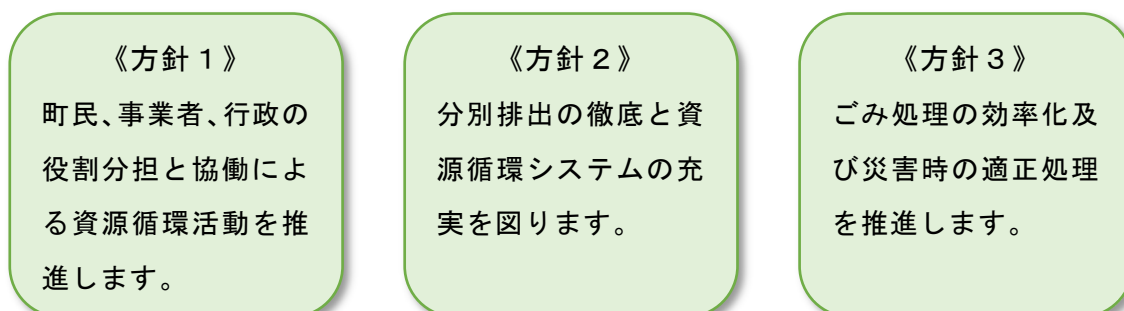 《方針１》
町民、事業者、行政の
役割分担と協働によ
る資源循環活動を推
進します。
《方針２》
分別排出の徹底と資
源循環システムの充
実を図ります。
《方針３》
ごみ処理の効率化及
び災害時の適正処理
を推進します。